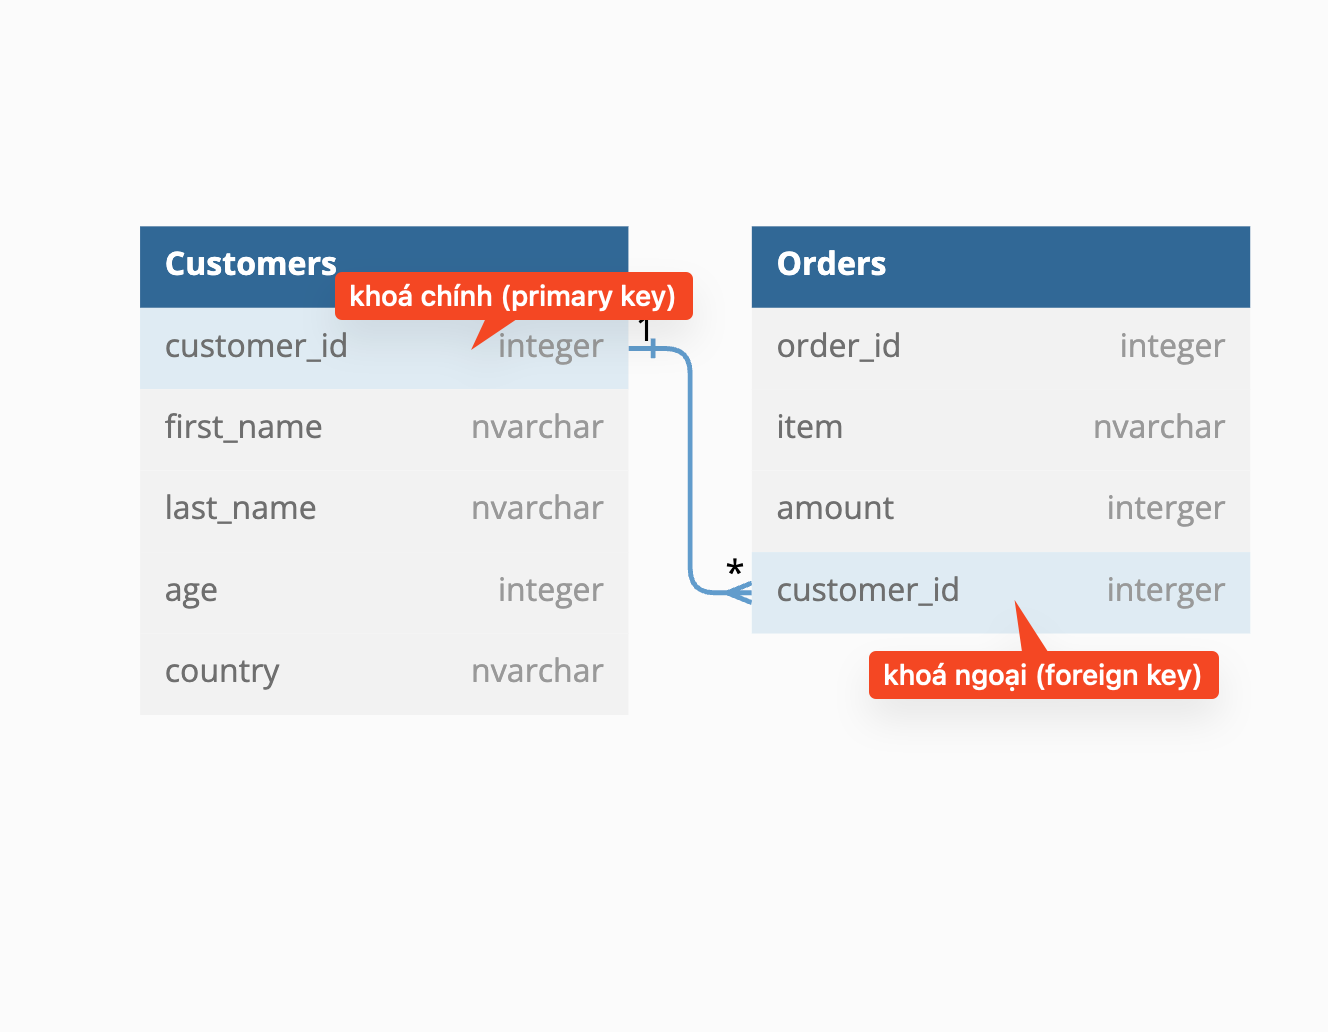 Customers
khoá chính (primary key)
customer_id integer
1
first_name nvarchar
last_name nvarchar
age integer
country nvarchar
Orders
order_id integer
item nvarchar
amount interger
*
customer_id interger
khoá ngoại (foreign key)